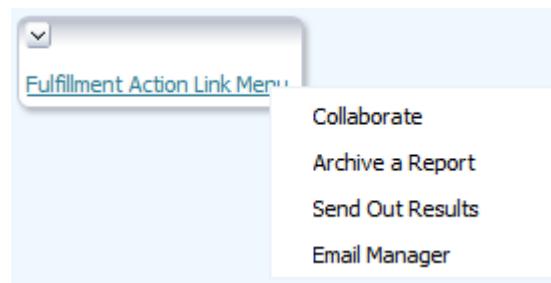 Fulfillment Action Link Menu
Collaborate
Archive a Report
Send Out Results
Email Manager